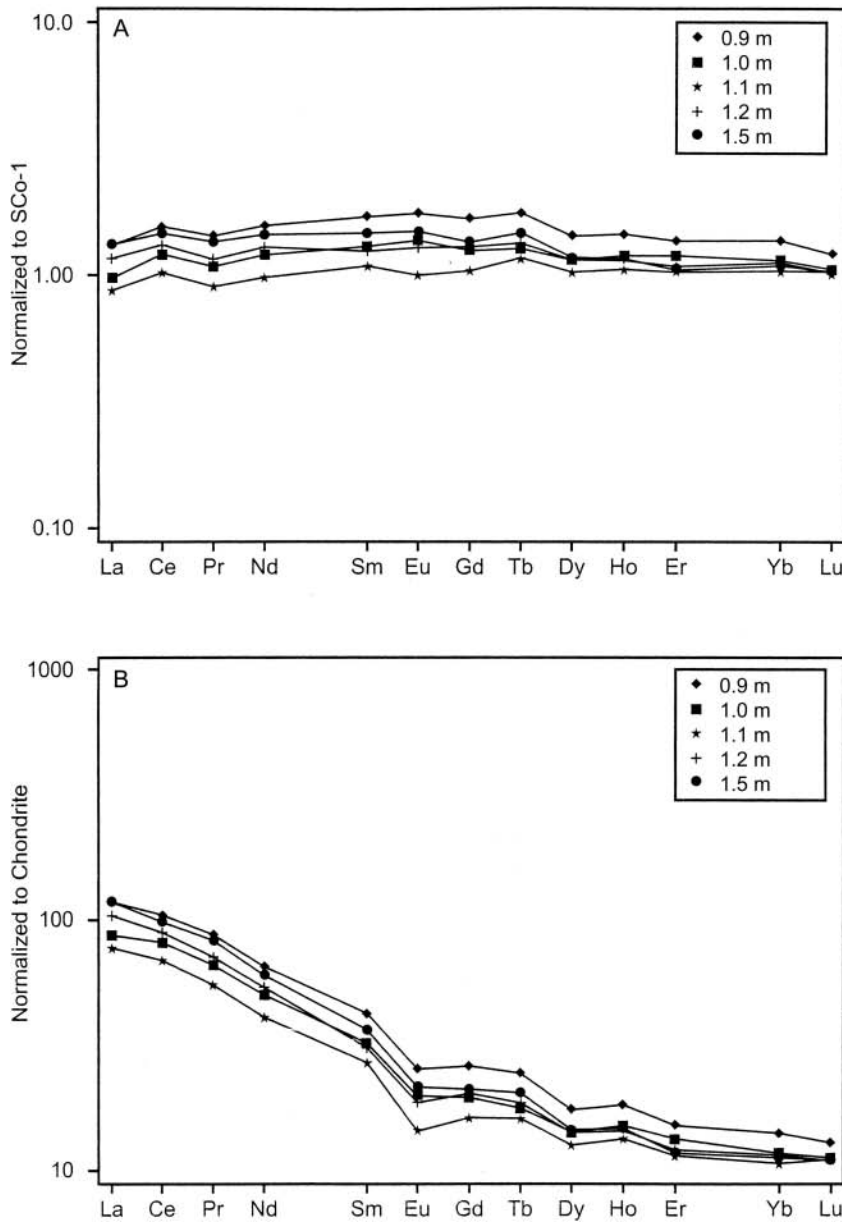 A
Normalized to SCo-1
10.0
1.00
0.10
0.9 m
1.0 m
1.1 m
1.2 m
1.5 m
La Ce Pr Nd Sm Eu Gd Tb Dy Ho Er Yb Lu
B
Normalized to Chondrite
1000
100
10
0.9 m
1.0 m
1.1 m
1.2 m
1.5 m
La Ce Pr Nd Sm Eu Gd Tb Dy Ho Er Yb Lu